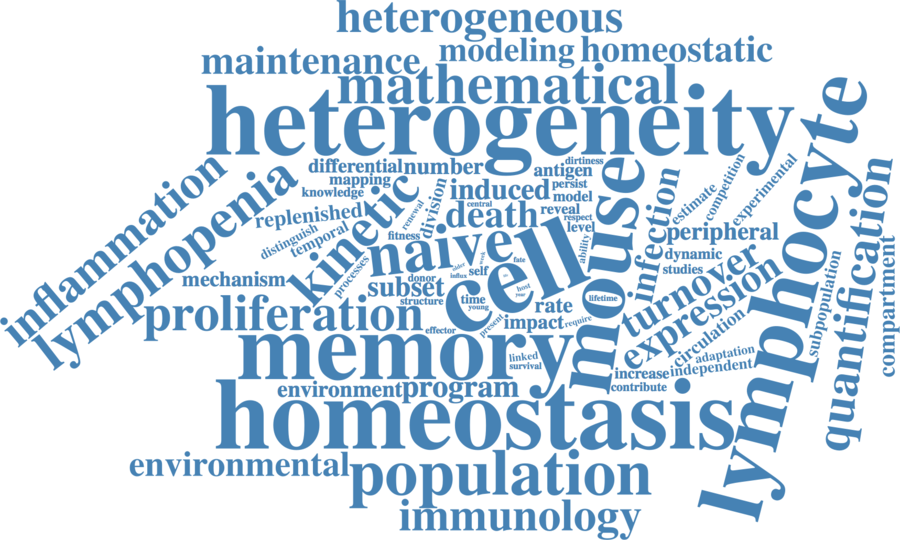 heterogeneous
modeling
homeostatic
maintenance
mathematical
heterogeneity
lymphocyte
inflammation
lymphopenia
differential
number
mapping
knowledge
antigen
dirtiness
persist
induced
model
kinetic
renewal
division
central
death
reveal
respect
level
mouse
infection
estimate
competition
experimental
quantification
replenished
distinguish
temporal
fitness
naive
cell
ability
peripheral
dynamic
studies
mechanism
processes
donor
subset
structure
influx
older
work
self
fate
host
year
time
young
rate
lifetime
turnover
expression
subpopulation
compartment
proliferation
effector
present
impact
require
circulation
memory
linked
survival
adaptation
increase
independent
contribute
environment
program
homeostasis
environmental
population
immunology